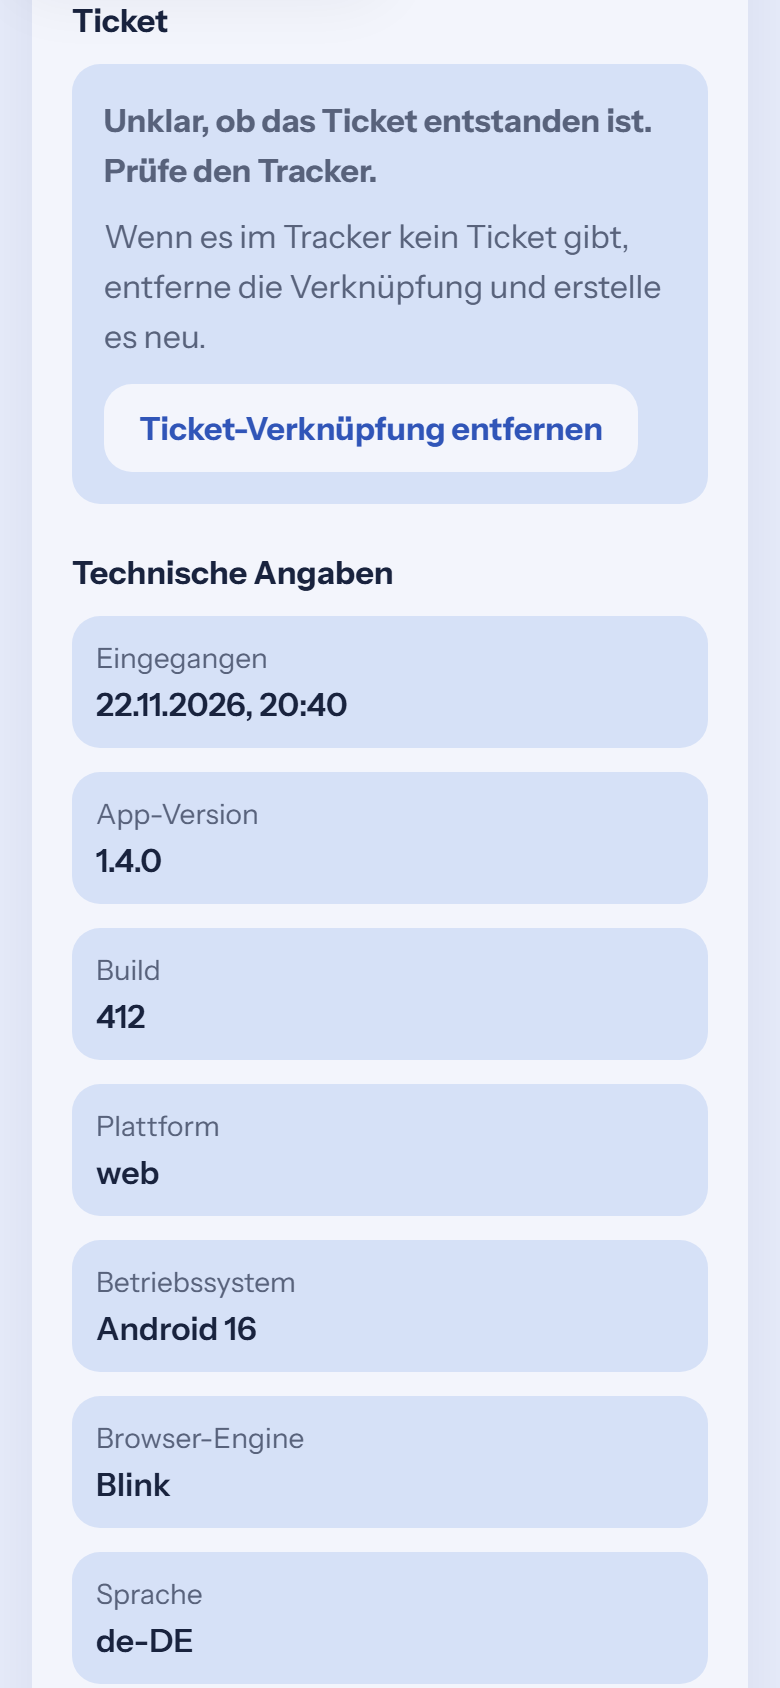 Ticket
Unklar, ob das Ticket entstanden ist.
Prüfe den Tracker.
Wenn es im Tracker kein Ticket gibt,
entferne die Verknüpfung und erstelle
es neu.
Ticket-Verknüpfung entfernen
Technische Angaben
Eingegangen
22.11.2026, 20:40
App-Version
1.4.0
Build
412
Plattform
web
Betriebssystem
Android 16
Browser-Engine
Blink
Sprache
de-DE